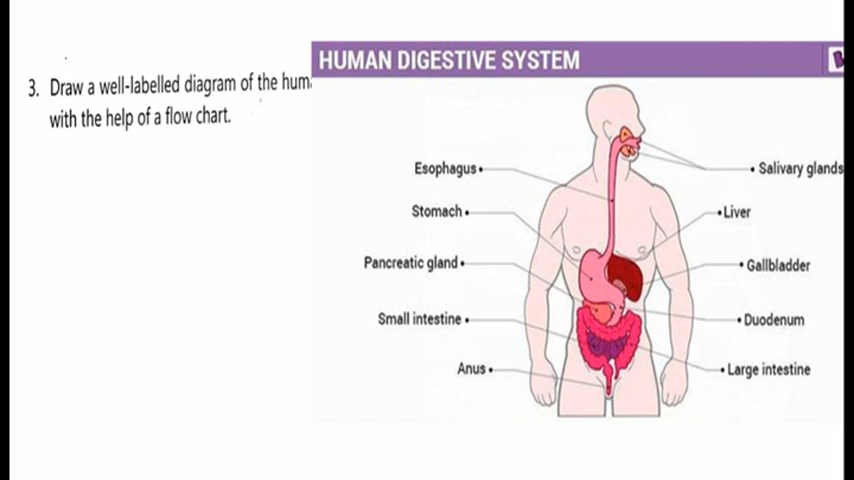 3. Draw a well-labelled diagram of the
with the help of a flow chart.
HUMAN DIGESTIVE SYSTEM
Esophagus
Salivary glands
Stomach
Liver
Pancreatic gland
Gallbladder
Small intestine
Duodenum
Anus
Large intestine